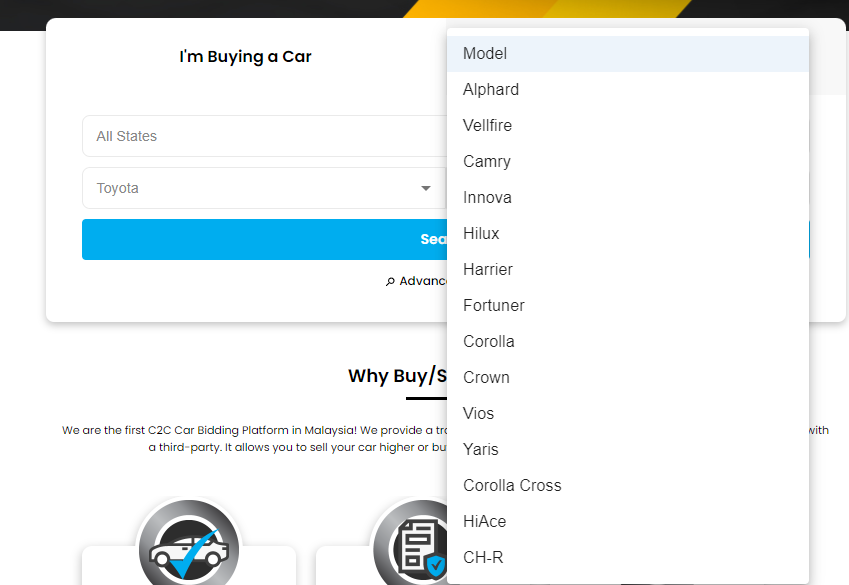 I'm Buying a Car
All States
Toyota
Sea
Advanc
Model
Alphard
Vellfire
Camry
Innova
Hilux
Harrier
Fortuner
Corolla
Crown
Vios
Yaris
Corolla Cross
HiAce
CH-R
Why Buy/S
We are the first C2C Car Bidding Platform in Malaysia! We provide a tra
with
a third-party. It allows you to sell your car higher or bu